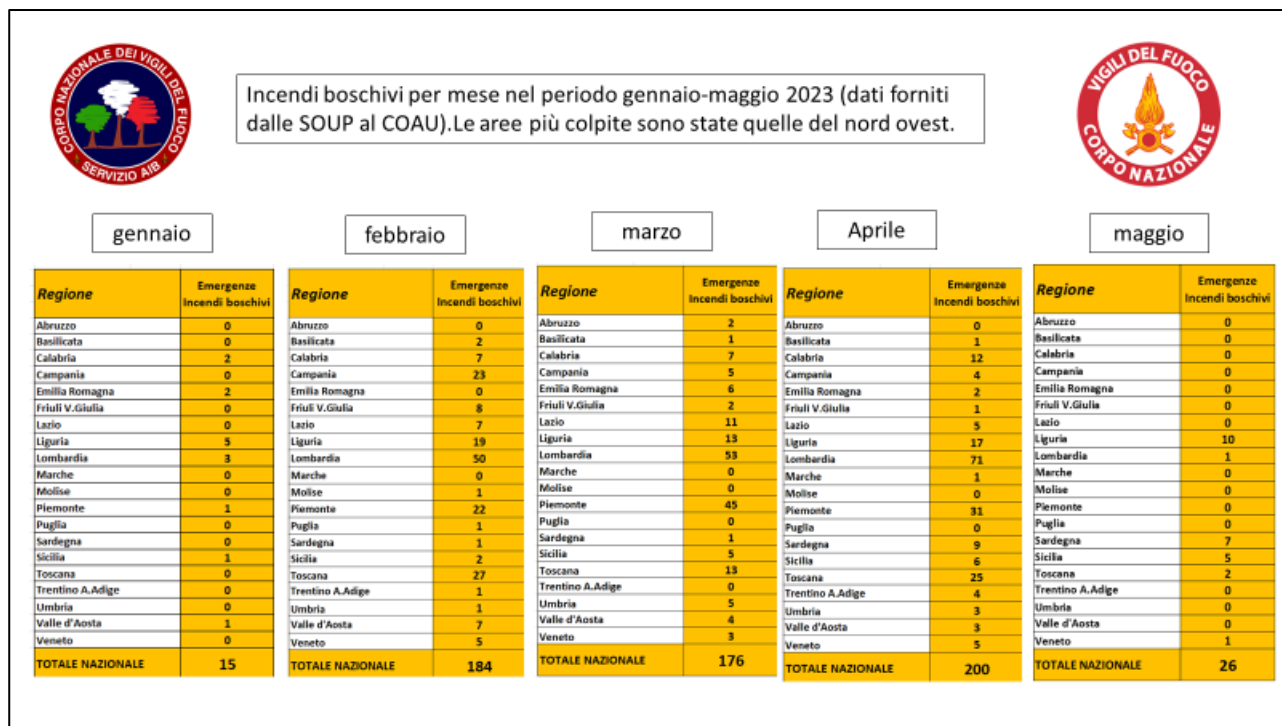 CORPO NAZIONALE DEI VIGILI DEL FUOCO
SERVIZIO AIB
Incendi boschivi per mese nel periodo gennaio-maggio 2023 (dati forniti
dalle SOUP al COAU).Le aree più colpite sono state quelle del nord ovest.
VIGILI DEL FUOCO
CORPO NAZIONALE
gennaio
Regione Emergenze
Incendi boschivi
Abruzzo 0
Basilicata 0
Calabria 2
Campania 0
Emilia Romagna 2
Friuli V.Giulia 0
Lazio 0
Liguria 5
Lombardia 3
Marche 0
Molise 0
Piemonte 1
Puglia 0
Sardegna 0
Sicilia 1
Toscana 0
Trentino A.Adige 0
Umbria 0
Valle d'Aosta 1
Veneto 0
TOTALE NAZIONALE 15
febbraio
Regione Emergenze
Incendi boschivi
Abruzzo 0
Basilicata 2
Calabria 7
Campania 23
Emilia Romagna 0
Friuli V.Giulia 8
Lazio 7
Liguria 19
Lombardia 50
Marche 0
Molise 1
Piemonte 22
Puglia 1
Sardegna 1
Sicilia 2
Toscana 27
Trentino A.Adige 1
Umbria 1
Valle d'Aosta 7
Veneto 5
TOTALE NAZIONALE 184
marzo
Regione Emergenze
Incendi boschivi
Abruzzo 2
Basilicata 1
Calabria 7
Campania 5
Emilia Romagna 6
Friuli V.Giulia 2
Lazio 11
Liguria 13
Lombardia 53
Marche 0
Molise 0
Piemonte 45
Puglia 0
Sardegna 1
Sicilia 5
Toscana 13
Trentino A.Adige 0
Umbria 5
Valle d'Aosta 4
Veneto 3
TOTALE NAZIONALE 176
Aprile
Regione Emergenze
Incendi boschivi
Abruzzo 0
Basilicata 1
Calabria 12
Campania 4
Emilia Romagna 2
Friuli V.Giulia 1
Lazio 5
Liguria 17
Lombardia 71
Marche 1
Molise 0
Piemonte 31
Puglia 0
Sardegna 9
Sicilia 6
Toscana 25
Trentino A.Adige 4
Umbria 3
Valle d'Aosta 3
Veneto 5
TOTALE NAZIONALE 200
maggio
Regione Emergenze
Incendi boschivi
Abruzzo 0
Basilicata 0
Calabria 0
Campania 0
Emilia Romagna 0
Friuli V.Giulia 0
Lazio 0
Liguria 10
Lombardia 1
Marche 0
Molise 0
Piemonte 0
Puglia 0
Sardegna 7
Sicilia 5
Toscana 2
Trentino A.Adige 0
Umbria 0
Valle d'Aosta 0
Veneto 1
TOTALE NAZIONALE 26